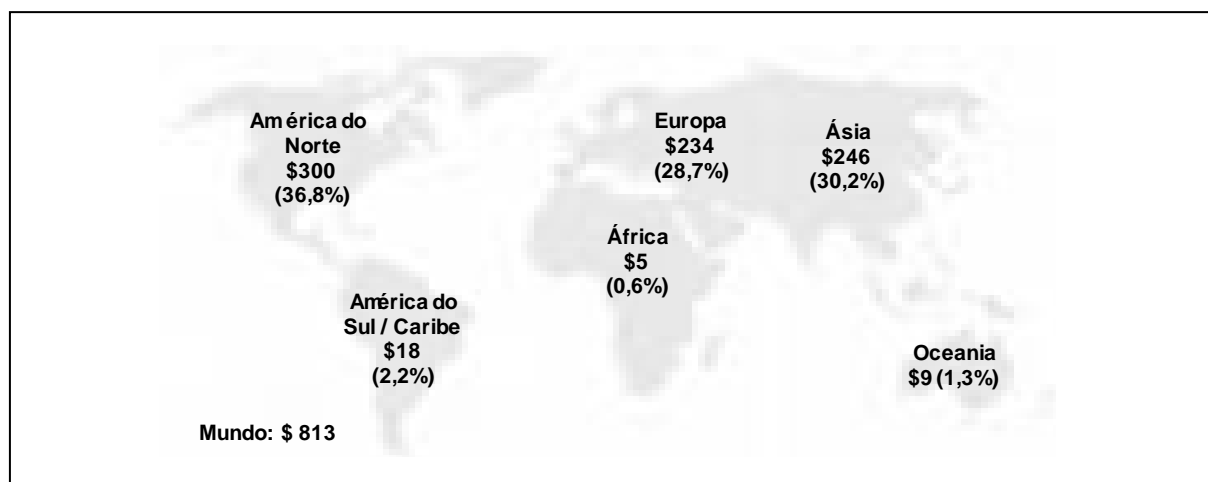 América do
Norte
$300
(36,8%)
Europa
$234
(28,7%)
Ásia
$246
(30,2%)
África
$5
(0,6%)
América do
Sul / Caribe
$18
(2,2%)
Oceania
$9 (1,3%)
Mundo: $ 813